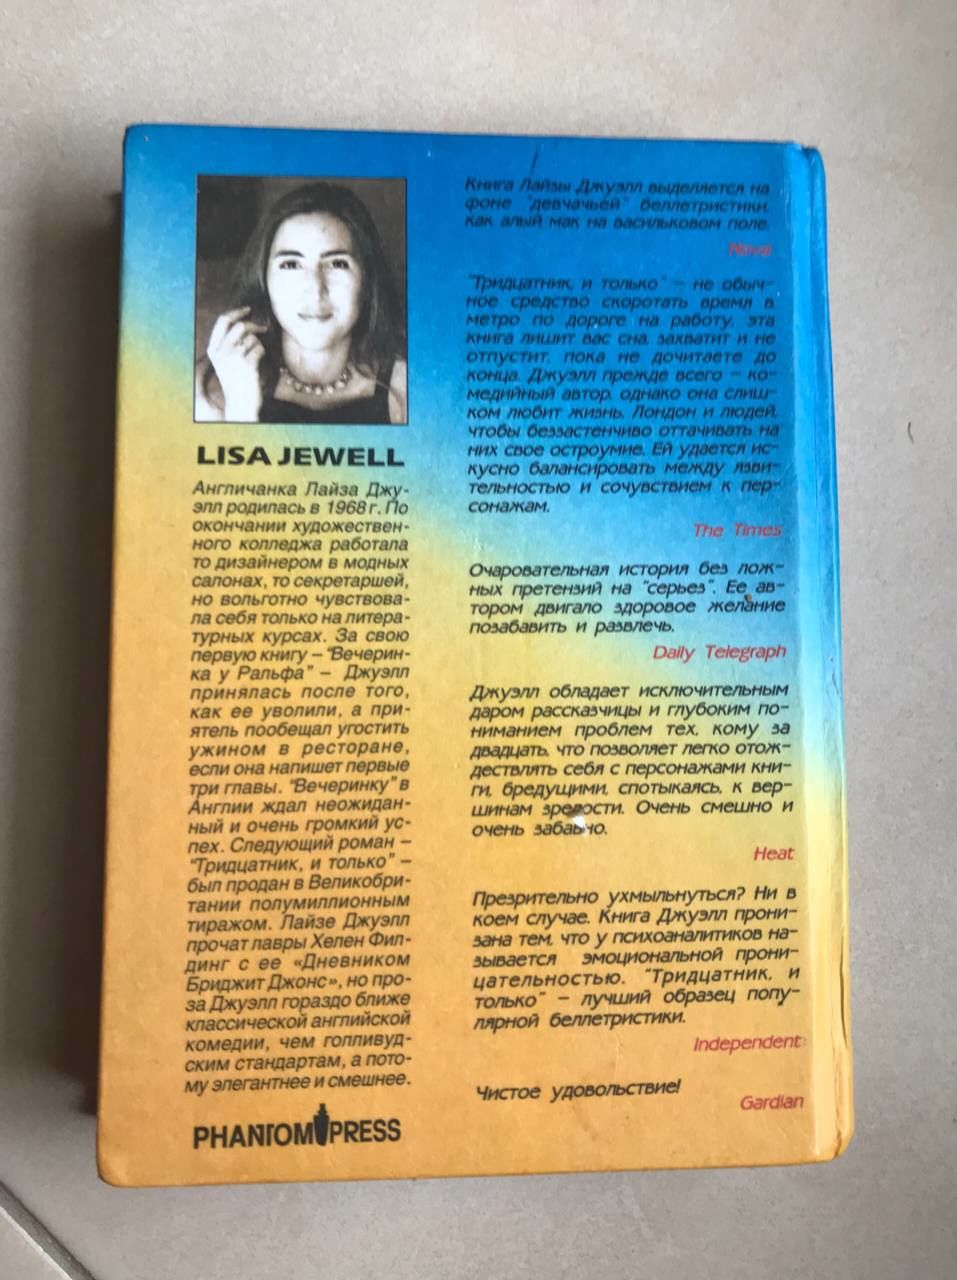 LISA JEWELL
Англичанка Лайза Джу-
элл родилась в 1968 г. По
окончании художествен-
ного колледжа работала
то дизайнером в модных
салонах, то секретаршей,
но вольготно чувствова-
ла себя только на литера-
турных курсах. За свою
первую книгу – "Вечерин-
ка у Ральфа" – Джуэлл
принялась после того,
как ее уволили, а при-
ятель пообещал угостить
ужином в ресторане,
если она напишет первые
три главы. "Вечеринку" в
Англии ждал неожидан-
ный и очень громкий ус-
пех. Следующий роман –
"Тридцатник, и только" –
был продан в Великобри-
тании полумиллионным
тиражом. Лайзе Джуэлл
прочат лавры Хелен Фил-
динг с ее «Дневником
Бриджит Джонс», но про-
за Джуэлл гораздо ближе
классической английской
комедии, чем голливуд-
ским стандартам, а пото-
му элегантнее и смешнее.
PHANTOM PRESS
Книга Лайзы Джуэлл выделяется на
фоне "девчачьей" беллетристики,
как алый мак на васильковом поле.
Nova
"Тридцатник, и только" – не обыч-
ное средство скоротать время в
метро по дороге на работу, эта
книга лишит вас сна, захватит и не
отпустит, пока не дочитаете до
конца. Джуэлл прежде всего – ко-
медийный автор, однако она слиш-
ком любит жизнь, Лондон и людей,
чтобы беззастенчиво оттачивать на
них свое остроумие. Ей удается ис-
кусно балансировать между язви-
тельностью и сочувствием к пер-
сонажам.
The Times
Очаровательная история без лож-
ных претензий на "серьез". Ее ав-
тором двигало здоровое желание
позабавить и развлечь.
Daily Telegraph
Джуэлл обладает исключительным
даром рассказчицы и глубоким по-
ниманием проблем тех, кому за
двадцать, что позволяет легко отож-
дествлять себя с персонажами кни-
ги, бредущими, спотыкаясь, к вер-
шинам зрелости. Очень смешно и
очень забавно.
Heat
Презрительно ухмыльнуться? Ни в
коем случае. Книга Джуэлл прони-
зана тем, что у психоаналитиков на-
зывается эмоциональной прони-
цательностью. "Тридцатник, и
только" – лучший образец попу-
лярной беллетристики.
Independent
Чистое удовольствие!
Gardian